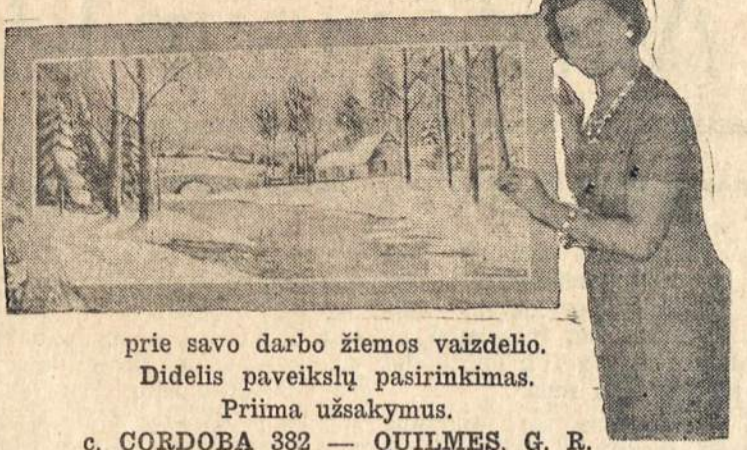 prie savo darbo žiemos vaizdelio.
Didelis paveikslų pasirinkimas.
Priima užsakymus.
c. CORDOBA 382 — QUILMES, G. R.